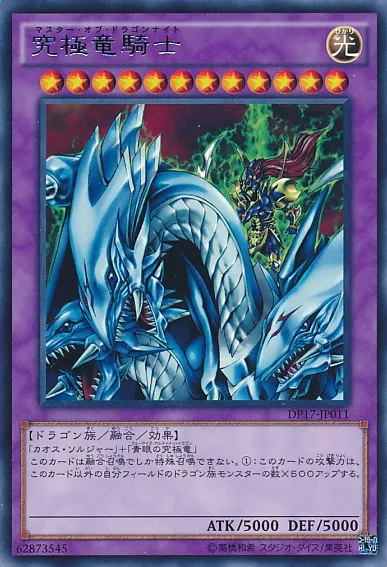 マスター・オブ・ドラゴンナイト
究極竜騎士
ひかり
光
DP17-JP011
【ドラゴン族／融合／効果】
「カオス・ソルジャー」＋「青眼の究極竜」
このカードは融合召喚でしか特殊召喚できない。①：このカードの攻撃力は、
このカード以外の自分フィールドのドラゴン族モンスターの数×５００アップする。
ATK/5000 DEF/5000
62873545
©高橋和希 スタジオ・ダイス/集英社